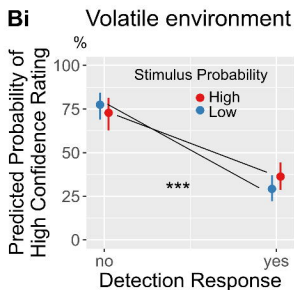 Bi Volatile environment
%
Predicted Probability of
High Confidence Rating
100
75
50
25
0
Stimulus Probability
High
Low
***
no yes
Detection Response